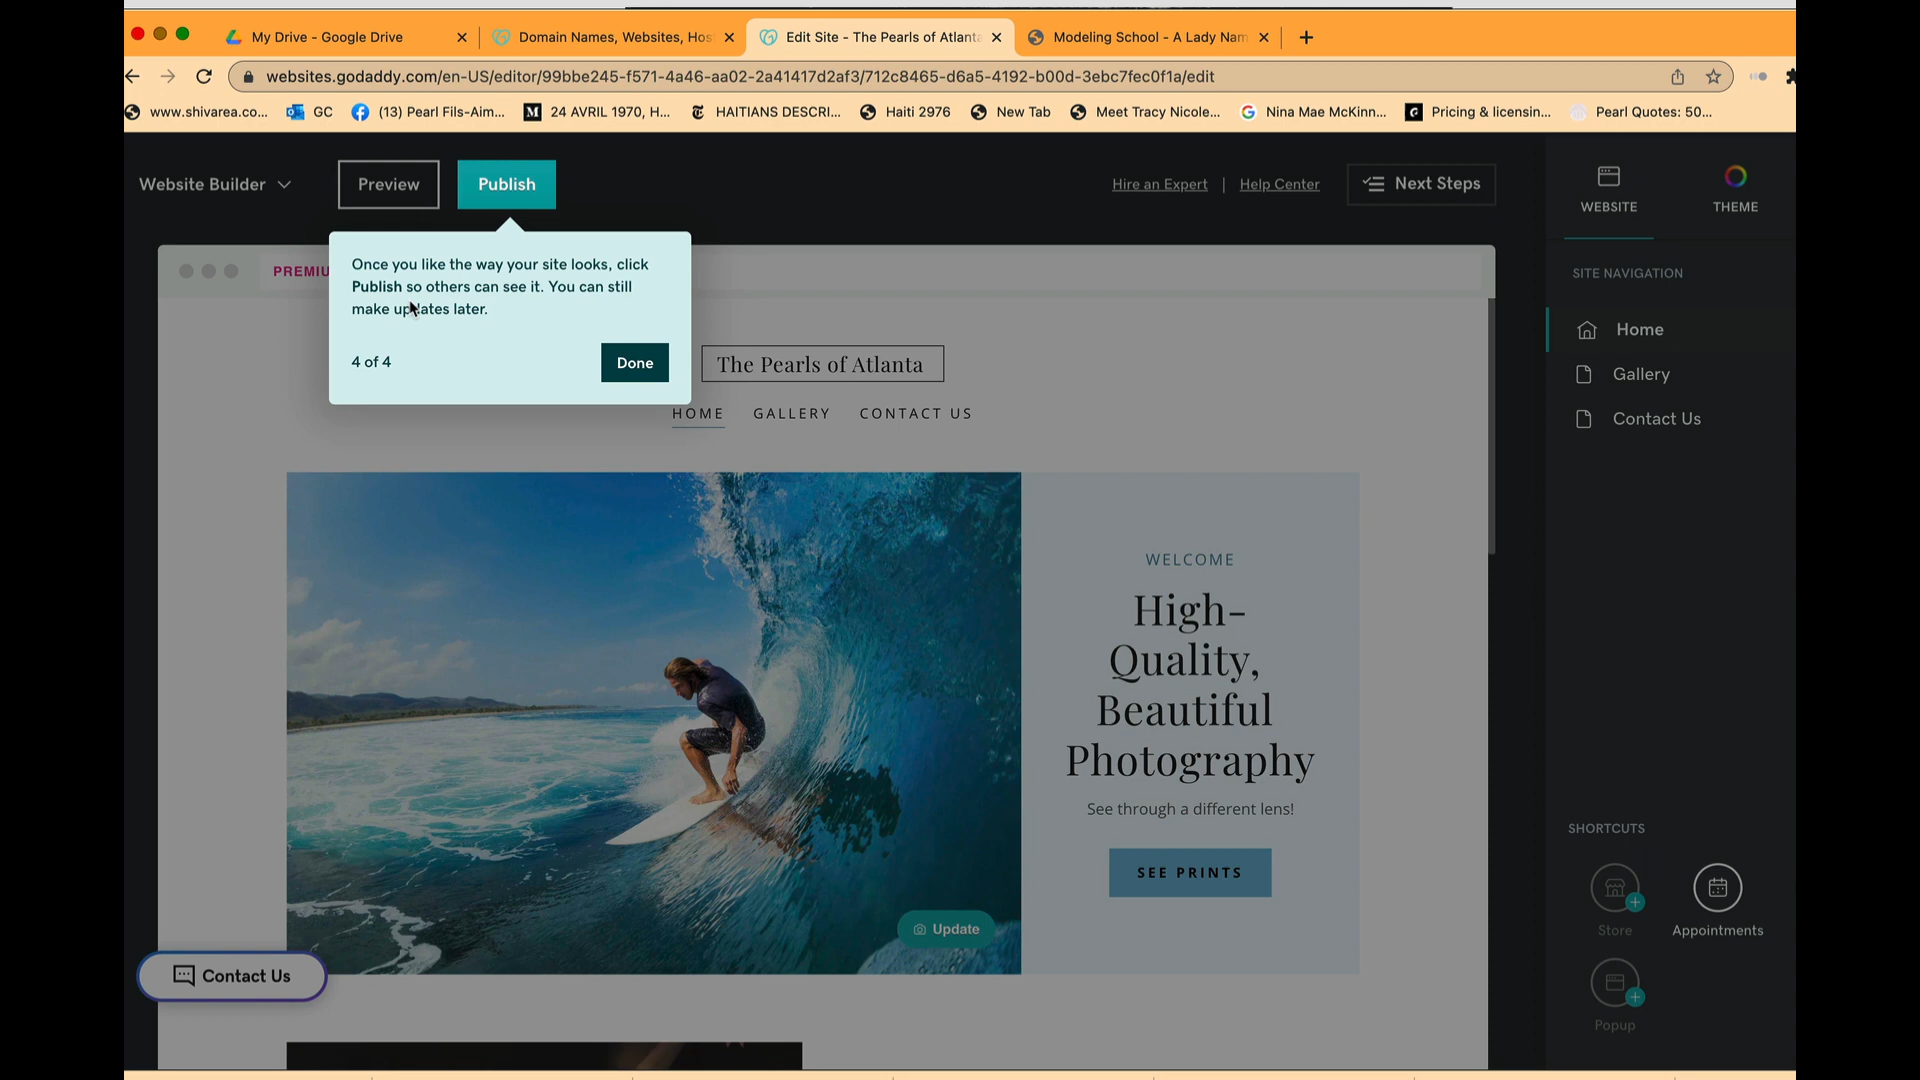 My Drive - Google Drive
Domain Names, Websites, Hos
Edit Site - The Pearls of Atlanta
Modeling School - A Lady Nam
websites.godaddy.com/en-US/editor/99bbe245-f571-4a46-aa02-2a41417d2af3/712c8465-d6a5-4192-b00d-3ebc7fec0f1a/edit
www.shivarea.co... GC (13) Pearl Fils-Aim... 24 AVRIL 1970, H... HAITIANS DESCRI... Haiti 2976 New Tab Meet Tracy Nicole... Nina Mae McKinn... Pricing & licensin... Pearl Quotes: 50...
Website Builder
Preview
Publish
Hire an Expert | Help Center
Next Steps
WEBSITE
THEME
PREMIU
Once you like the way your site looks, click
Publish so others can see it. You can still
make updates later.
4 of 4
Done
SITE NAVIGATION
Home
Gallery
Contact Us
The Pearls of Atlanta
HOME GALLERY CONTACT US
WELCOME
High-
Quality,
Beautiful
Photography
See through a different lens!
SEE PRINTS
Update
Contact Us
SHORTCUTS
Store
Appointments
Popup